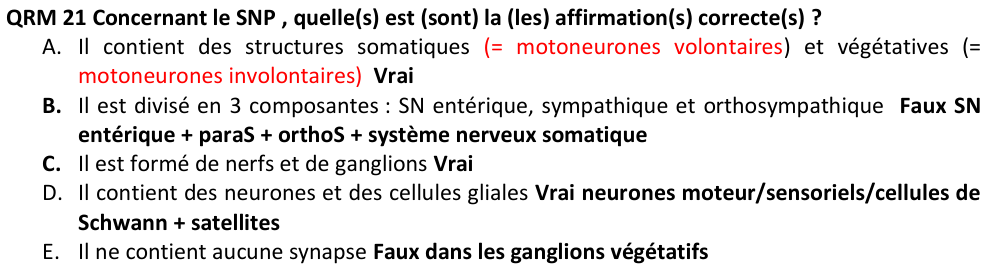 QRM 21 Concernant le SNP , quelle(s) est (sont) la (les) affirmation(s) correcte(s) ?
A. Il contient des structures somatiques (= motoneurones volontaires) et végétatives (=
motoneurones involontaires) Vrai
B. Il est divisé en 3 composantes : SN entérique, sympathique et orthosympathique Faux SN
entérique + paraS + orthoS + système nerveux somatique
C. Il est formé de nerfs et de ganglions Vrai
D. Il contient des neurones et des cellules gliales Vrai neurones moteur/sensoriels/cellules de
Schwann + satellites
E. Il ne contient aucune synapse Faux dans les ganglions végétatifs